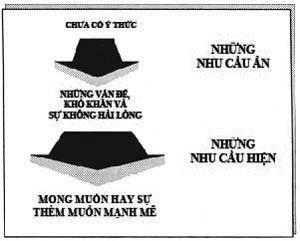 CHƯA CÓ Ý THỨC
NHỮNG
NHU CẦU ẨN
NHỮNG VẤN ĐỀ,
KHÓ KHĂN VÀ
SỰ KHÔNG HÀI LÒNG
NHỮNG
NHU CẦU HIỆN
MONG MUỐN HAY SỰ
THÈM MUỐN MẠNH MẼ